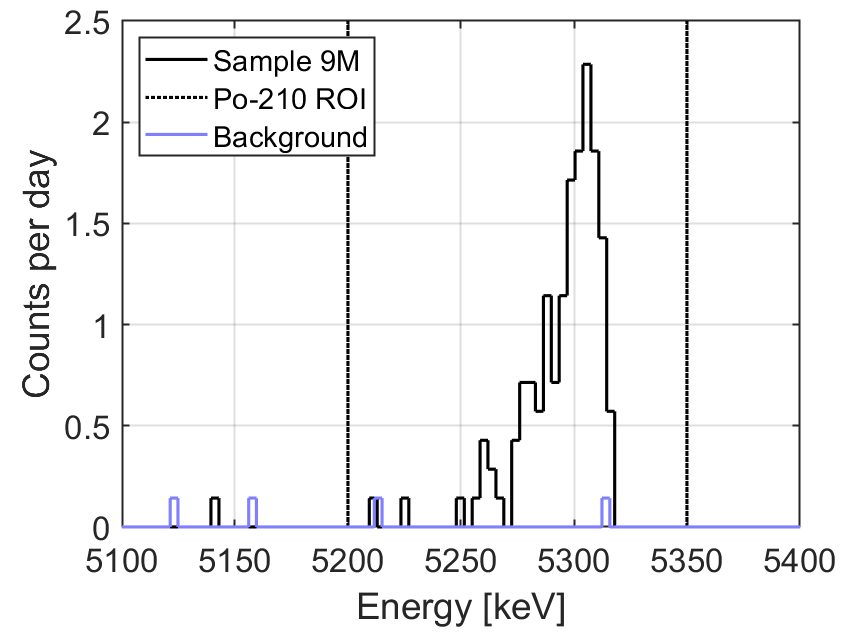 2.5
2
1.5
1
0.5
0
Counts per day
Sample 9M
Po-210 ROI
Background
5100 5150 5200 5250 5300 5350 5400
Energy [keV]